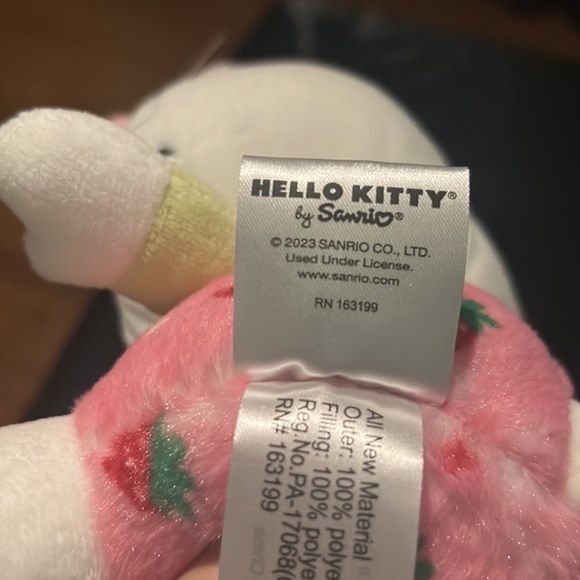 HELLO KITTY®
by Sanrio®
© 2023 SANRIO CO., LTD.
Used Under License.
www.sanrio.com
RN 163199
All New Material
Outer: 100% polye
Filling: 100% polye
Reg.No.PA-17068(
RN# 163199